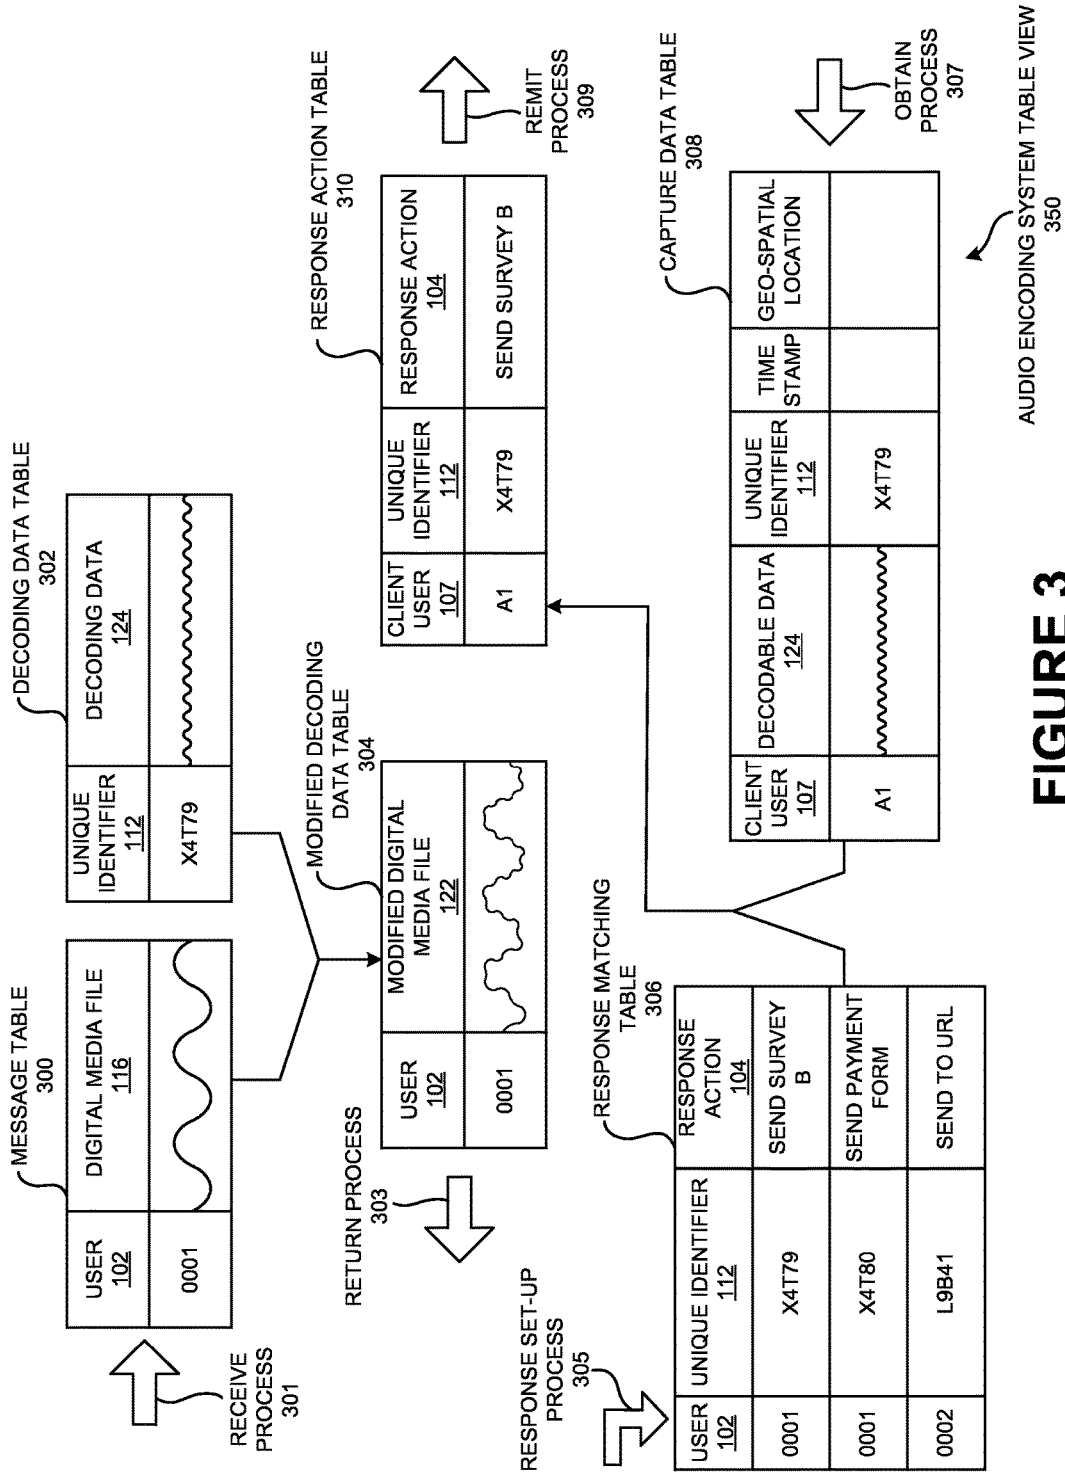 MESSAGE TABLE
300
USER
102
DIGITAL MEDIA FILE
116
0001
RECEIVE
PROCESS
301
DECODING DATA TABLE
302
UNIQUE
IDENTIFIER
112
DECODING DATA
124
X4T79
MODIFIED DECODING
DATA TABLE
304
USER
102
MODIFIED DIGITAL
MEDIA FILE
122
0001
RETURN PROCESS
303
RESPONSE ACTION TABLE
310
CLIENT
USER
107
UNIQUE
IDENTIFIER
112
RESPONSE ACTION
104
A1
X4T79
SEND SURVEY B
REMIT
PROCESS
309
RESPONSE SET-UP
PROCESS
305
RESPONSE MATCHING
TABLE
306
USER
102
UNIQUE IDENTIFIER
112
RESPONSE
ACTION
104
0001
X4T79
SEND SURVEY
B
0001
X4T80
SEND PAYMENT
FORM
0002
L9B41
SEND TO URL
CAPTURE DATA TABLE
308
CLIENT
USER
107
DECODABLE DATA
124
UNIQUE
IDENTIFIER
112
TIME
STAMP
GEO-SPATIAL
LOCATION
A1
X4T79
OBTAIN
PROCESS
307
AUDIO ENCODING SYSTEM TABLE VIEW
350
FIGURE 3